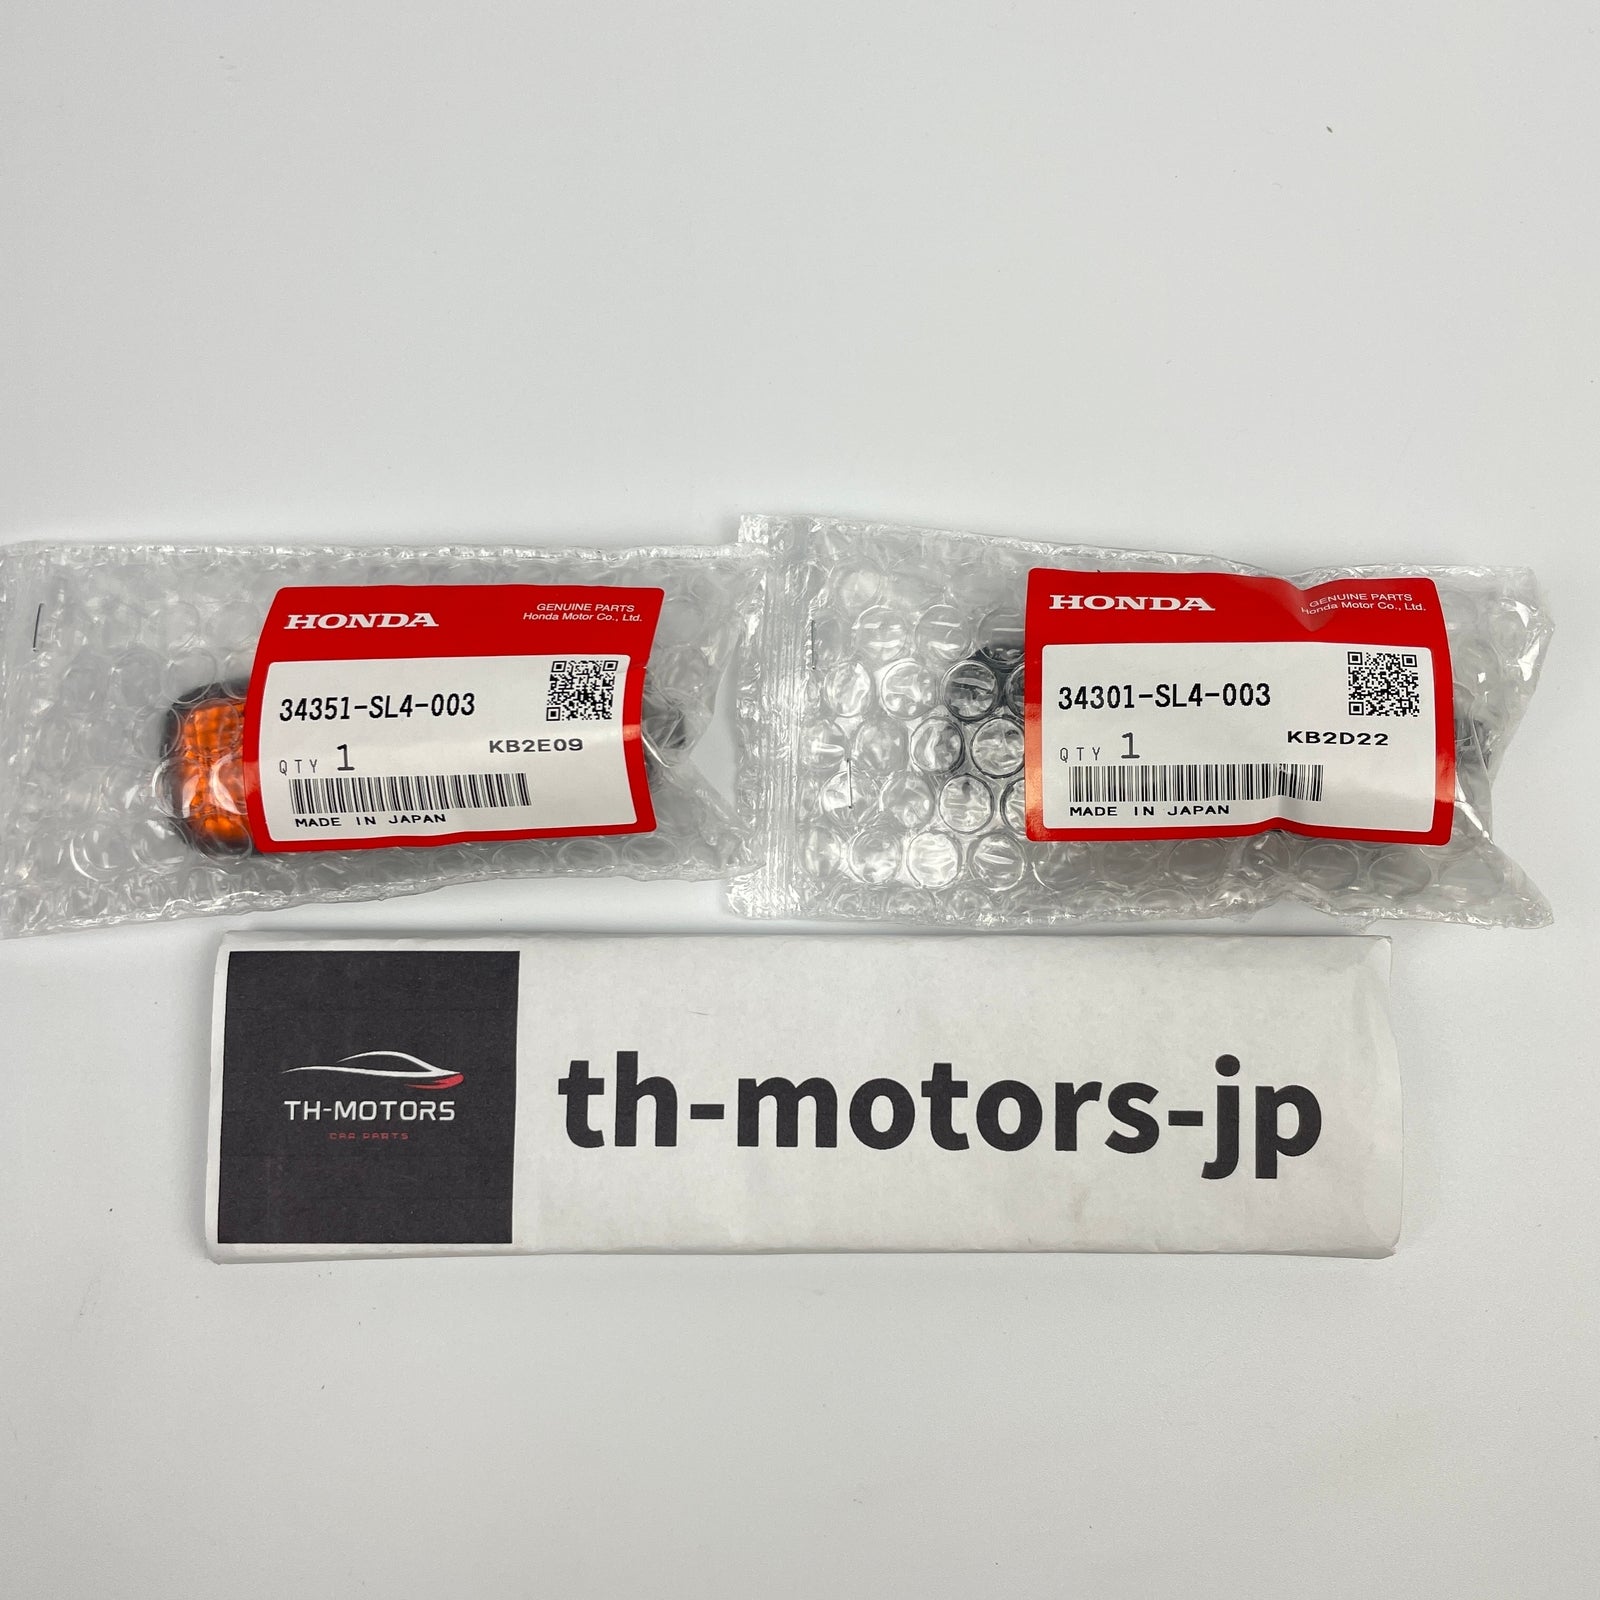 HONDA
GENUINE PARTS
Honda Motor Co., Ltd.
34351-SL4-003
QTY 1
KB2E09
MADE IN JAPAN
HONDA
GENUINE PARTS
Honda Motor Co., Ltd.
34301-SL4-003
QTY 1
KB2D22
MADE IN JAPAN
TH-MOTORS
CAR PARTS
th-motors-jp